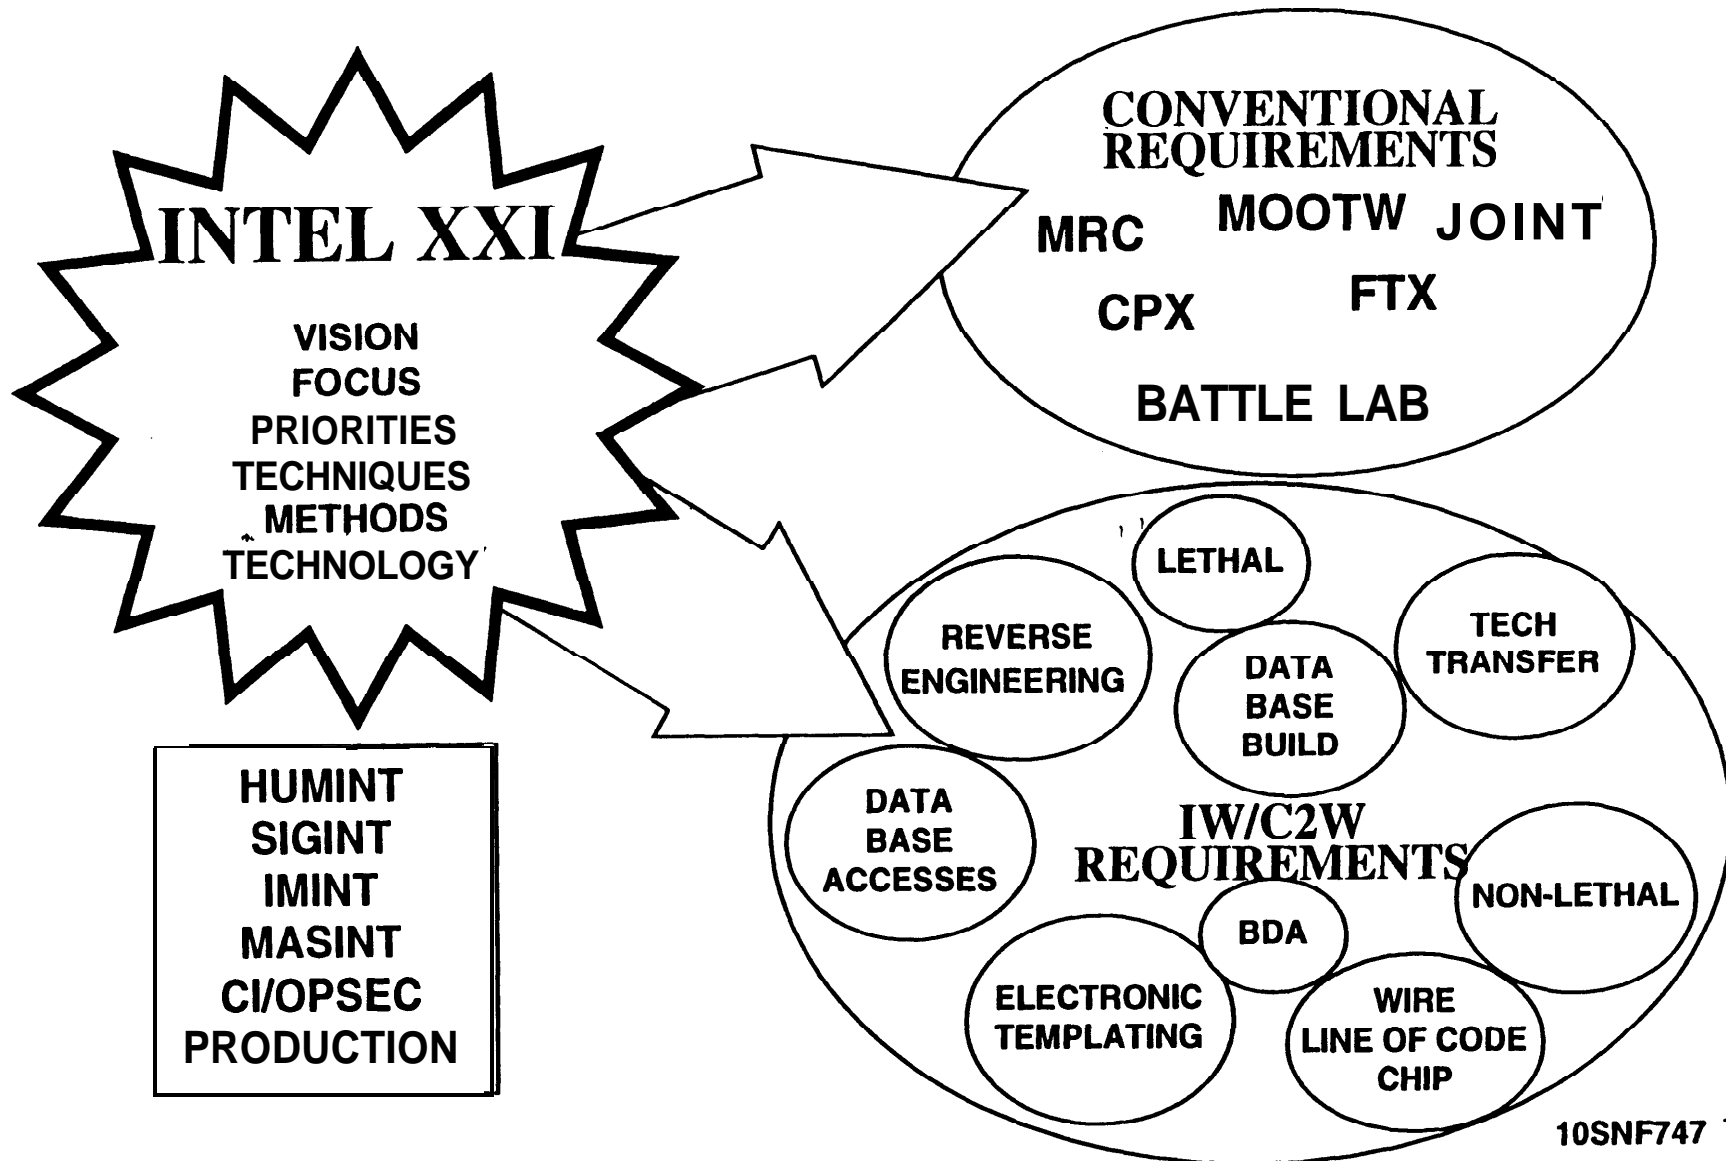 INTEL XXI
VISION
FOCUS
PRIORITIES
TECHNIQUES
METHODS
TECHNOLOGY
HUMINT
SIGINT
IMINT
MASINT
CI/OPSEC
PRODUCTION
CONVENTIONAL
REQUIREMENTS
MRC MOOTW JOINT
CPX FTX
BATTLE LAB
LETHAL
REVERSE
ENGINEERING
DATA
BASE
BUILD
TECH
TRANSFER
DATA
BASE
ACCESSES
IW/C2W
REQUIREMENTS
NON-LETHAL
BDA
ELECTRONIC
TEMPLATING
WIRE
LINE OF CODE
CHIP
10SNF747